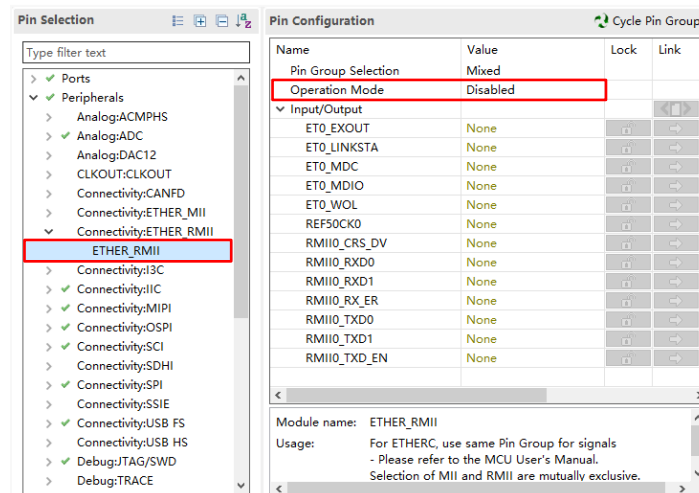 Pin Selection
Type filter text
Ports
Peripherals
Analog:ACMPHS
Analog:ADC
Analog:DAC12
CLKOUT:CLKOUT
Connectivity:CANFD
Connectivity:ETHER_MII
Connectivity:ETHER_RMII
ETHER_RMII
Connectivity:I3C
Connectivity:IIC
Connectivity:MIPI
Connectivity:OSPI
Connectivity:SCI
Connectivity:SDHI
Connectivity:SPI
Connectivity:SSIE
Connectivity:USB FS
Connectivity:USB HS
Debug:JTAG/SWD
Debug:TRACE
Pin Configuration
Cycle Pin Group
Name Value Lock Link
Pin Group Selection Mixed
Operation Mode Disabled
Input/Output
ET0_EXOUT None
ET0_LINKSTA None
ET0_MDC None
ET0_MDIO None
ET0_WOL None
REF50CK0 None
RMII0_CRS_DV None
RMII0_RXD0 None
RMII0_RXD1 None
RMII0_RX_ER None
RMII0_TXD0 None
RMII0_TXD1 None
RMII0_TXD_EN None
Module name: ETHER_RMII
Usage: For ETHERC, use same Pin Group for signals
- Please refer to the MCU User's Manual.
Selection of MII and RMII are mutually exclusive.